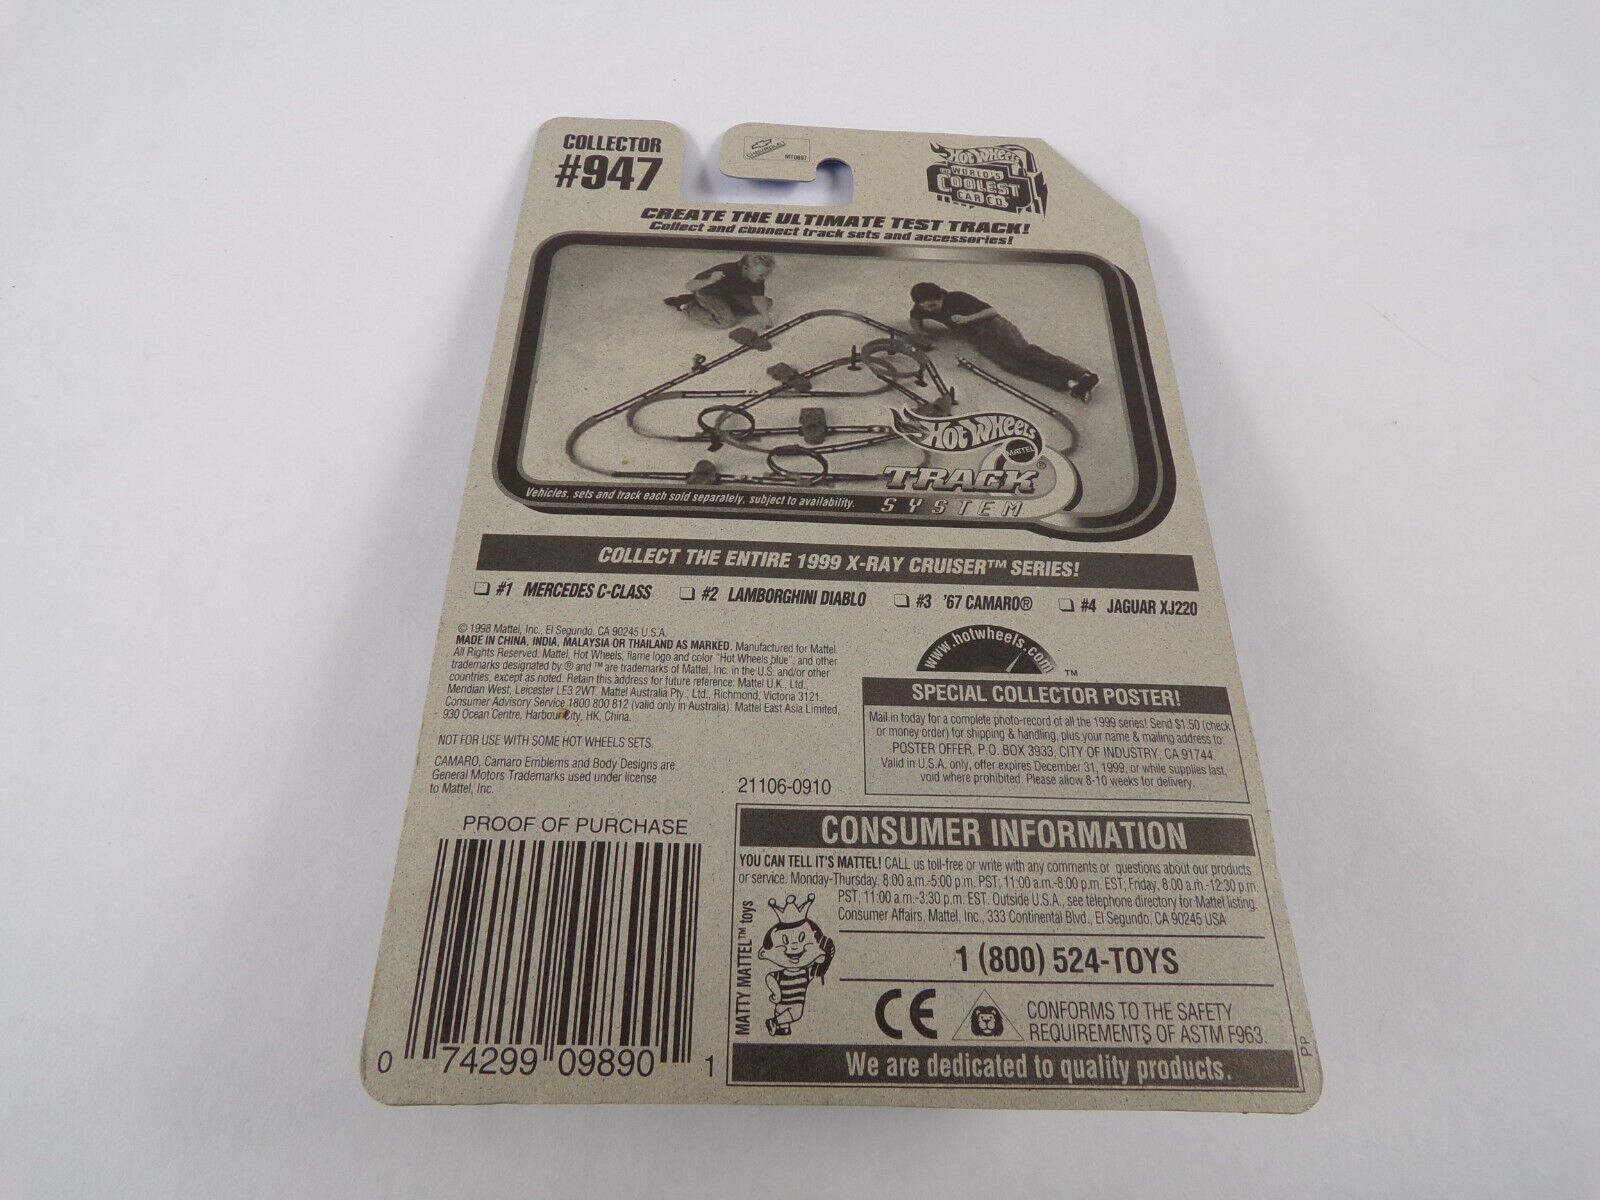 COLLECTOR
#947
CHEVROLET
MT0897
HOT WHEELS
WORLD'S
COOLEST
CAR CO.
CREATE THE ULTIMATE TEST TRACK!
Collect and connect track sets and accessories!
HOT WHEELS
MATTEL
TRACK®
SYSTEM
Vehicles, sets and track each sold separately, subject to availability.
COLLECT THE ENTIRE 1999 X-RAY CRUISER™ SERIES!
#1 MERCEDES C-CLASS
#2 LAMBORGHINI DIABLO
#3 '67 CAMARO®
#4 JAGUAR XJ220
© 1998 Mattel, Inc., El Segundo, CA 90245 U.S.A.
MADE IN CHINA, INDIA, MALAYSIA OR THAILAND AS MARKED. Manufactured for Mattel.
All Rights Reserved. Mattel, Hot Wheels, flame logo and color "Hot Wheels blue", and other
trademarks designated by ® and ™ are trademarks of Mattel, Inc. in the U.S. and/or other
countries, except as noted. Retain this address for future reference: Mattel U.K., Ltd.,
Meridian West, Leicester LE3 2WT. Mattel Australia Pty., Ltd., Richmond, Victoria 3121.
Consumer Advisory Service 1800 800 812 (valid only in Australia). Mattel East Asia Limited,
930 Ocean Centre, Harbour City, HK, China.
NOT FOR USE WITH SOME HOT WHEELS SETS.
CAMARO, Camaro Emblems and Body Designs are
General Motors Trademarks used under license
to Mattel, Inc.
www.hotwheels.com
™
SPECIAL COLLECTOR POSTER!
Mail in today for a complete photo-record of all the 1999 series! Send $1.50 (check
or money order) for shipping & handling, plus your name & mailing address to:
POSTER OFFER, P.O. BOX 3933, CITY OF INDUSTRY, CA 91744.
Valid in U.S.A. only, offer expires December 31, 1999, or while supplies last,
void where prohibited. Please allow 8-10 weeks for delivery.
21106-0910
PROOF OF PURCHASE
0 74299 09890 1
CONSUMER INFORMATION
YOU CAN TELL IT'S MATTEL! CALL us toll-free or write with any comments or questions about our products
or service. Monday-Thursday, 8:00 a.m.-5:00 p.m. PST; 11:00 a.m.-8:00 p.m. EST; Friday, 8:00 a.m.-12:30 p.m.
PST, 11:00 a.m.-3:30 p.m. EST. Outside U.S.A., see telephone directory for Mattel listing.
Consumer Affairs, Mattel, Inc., 333 Continental Blvd., El Segundo, CA 90245 USA
MATTY MATTEL™ toys
1 (800) 524-TOYS
CE
CONFORMS TO THE SAFETY
REQUIREMENTS OF ASTM F963.
We are dedicated to quality products.
PP